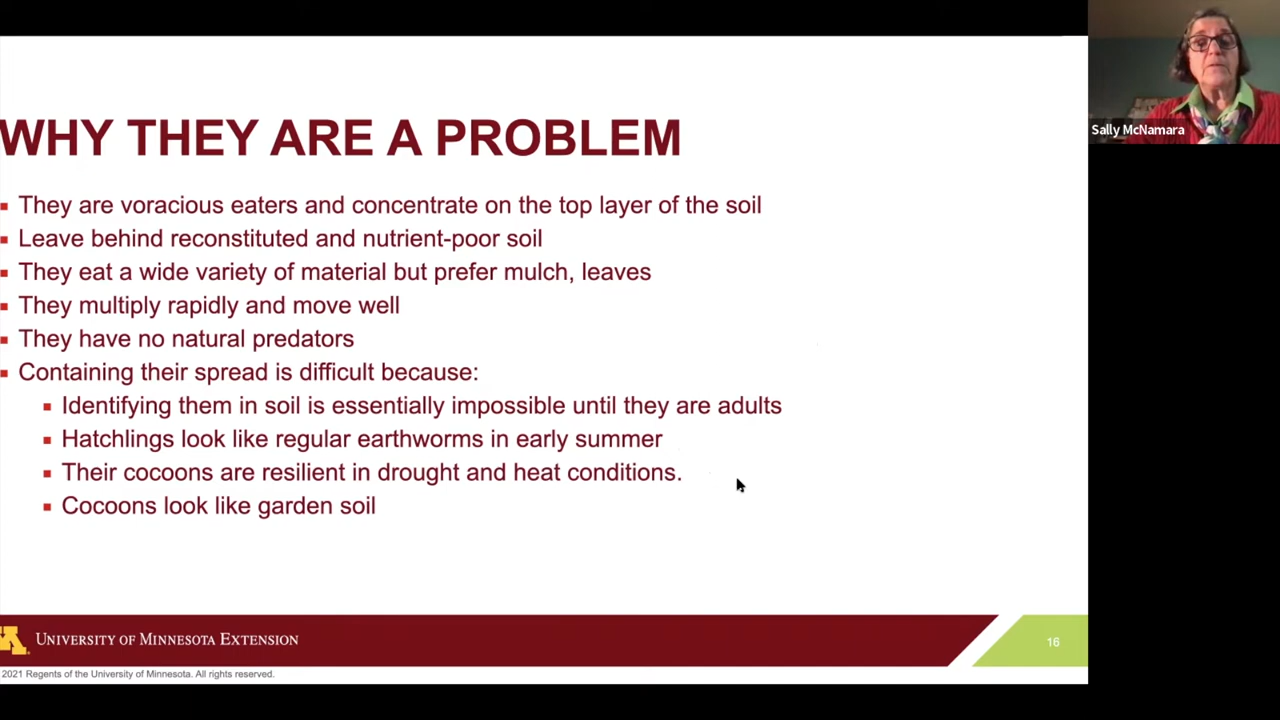 WHY THEY ARE A PROBLEM
They are voracious eaters and concentrate on the top layer of the soil
Leave behind reconstituted and nutrient-poor soil
They eat a wide variety of material but prefer mulch, leaves
They multiply rapidly and move well
They have no natural predators
Containing their spread is difficult because:
Identifying them in soil is essentially impossible until they are adults
Hatchlings look like regular earthworms in early summer
Their cocoons are resilient in drought and heat conditions.
Cocoons look like garden soil
UNIVERSITY OF MINNESOTA EXTENSION
16
2021 Regents of the University of Minnesota. All rights reserved.
Sally McNamara